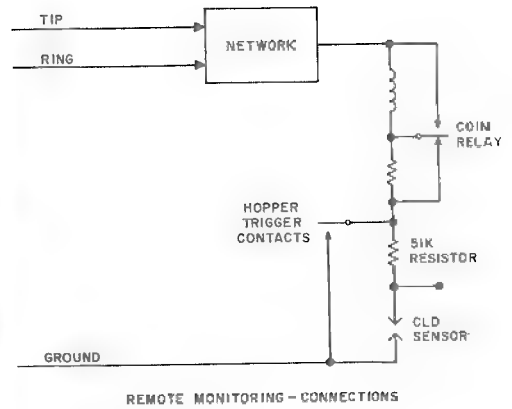 TIP
NETWORK
RING
COIN
RELAY
HOPPER
TRIGGER
CONTACTS
51K
RESISTOR
CLD
SENSOR
GROUND
REMOTE MONITORING - CONNECTIONS